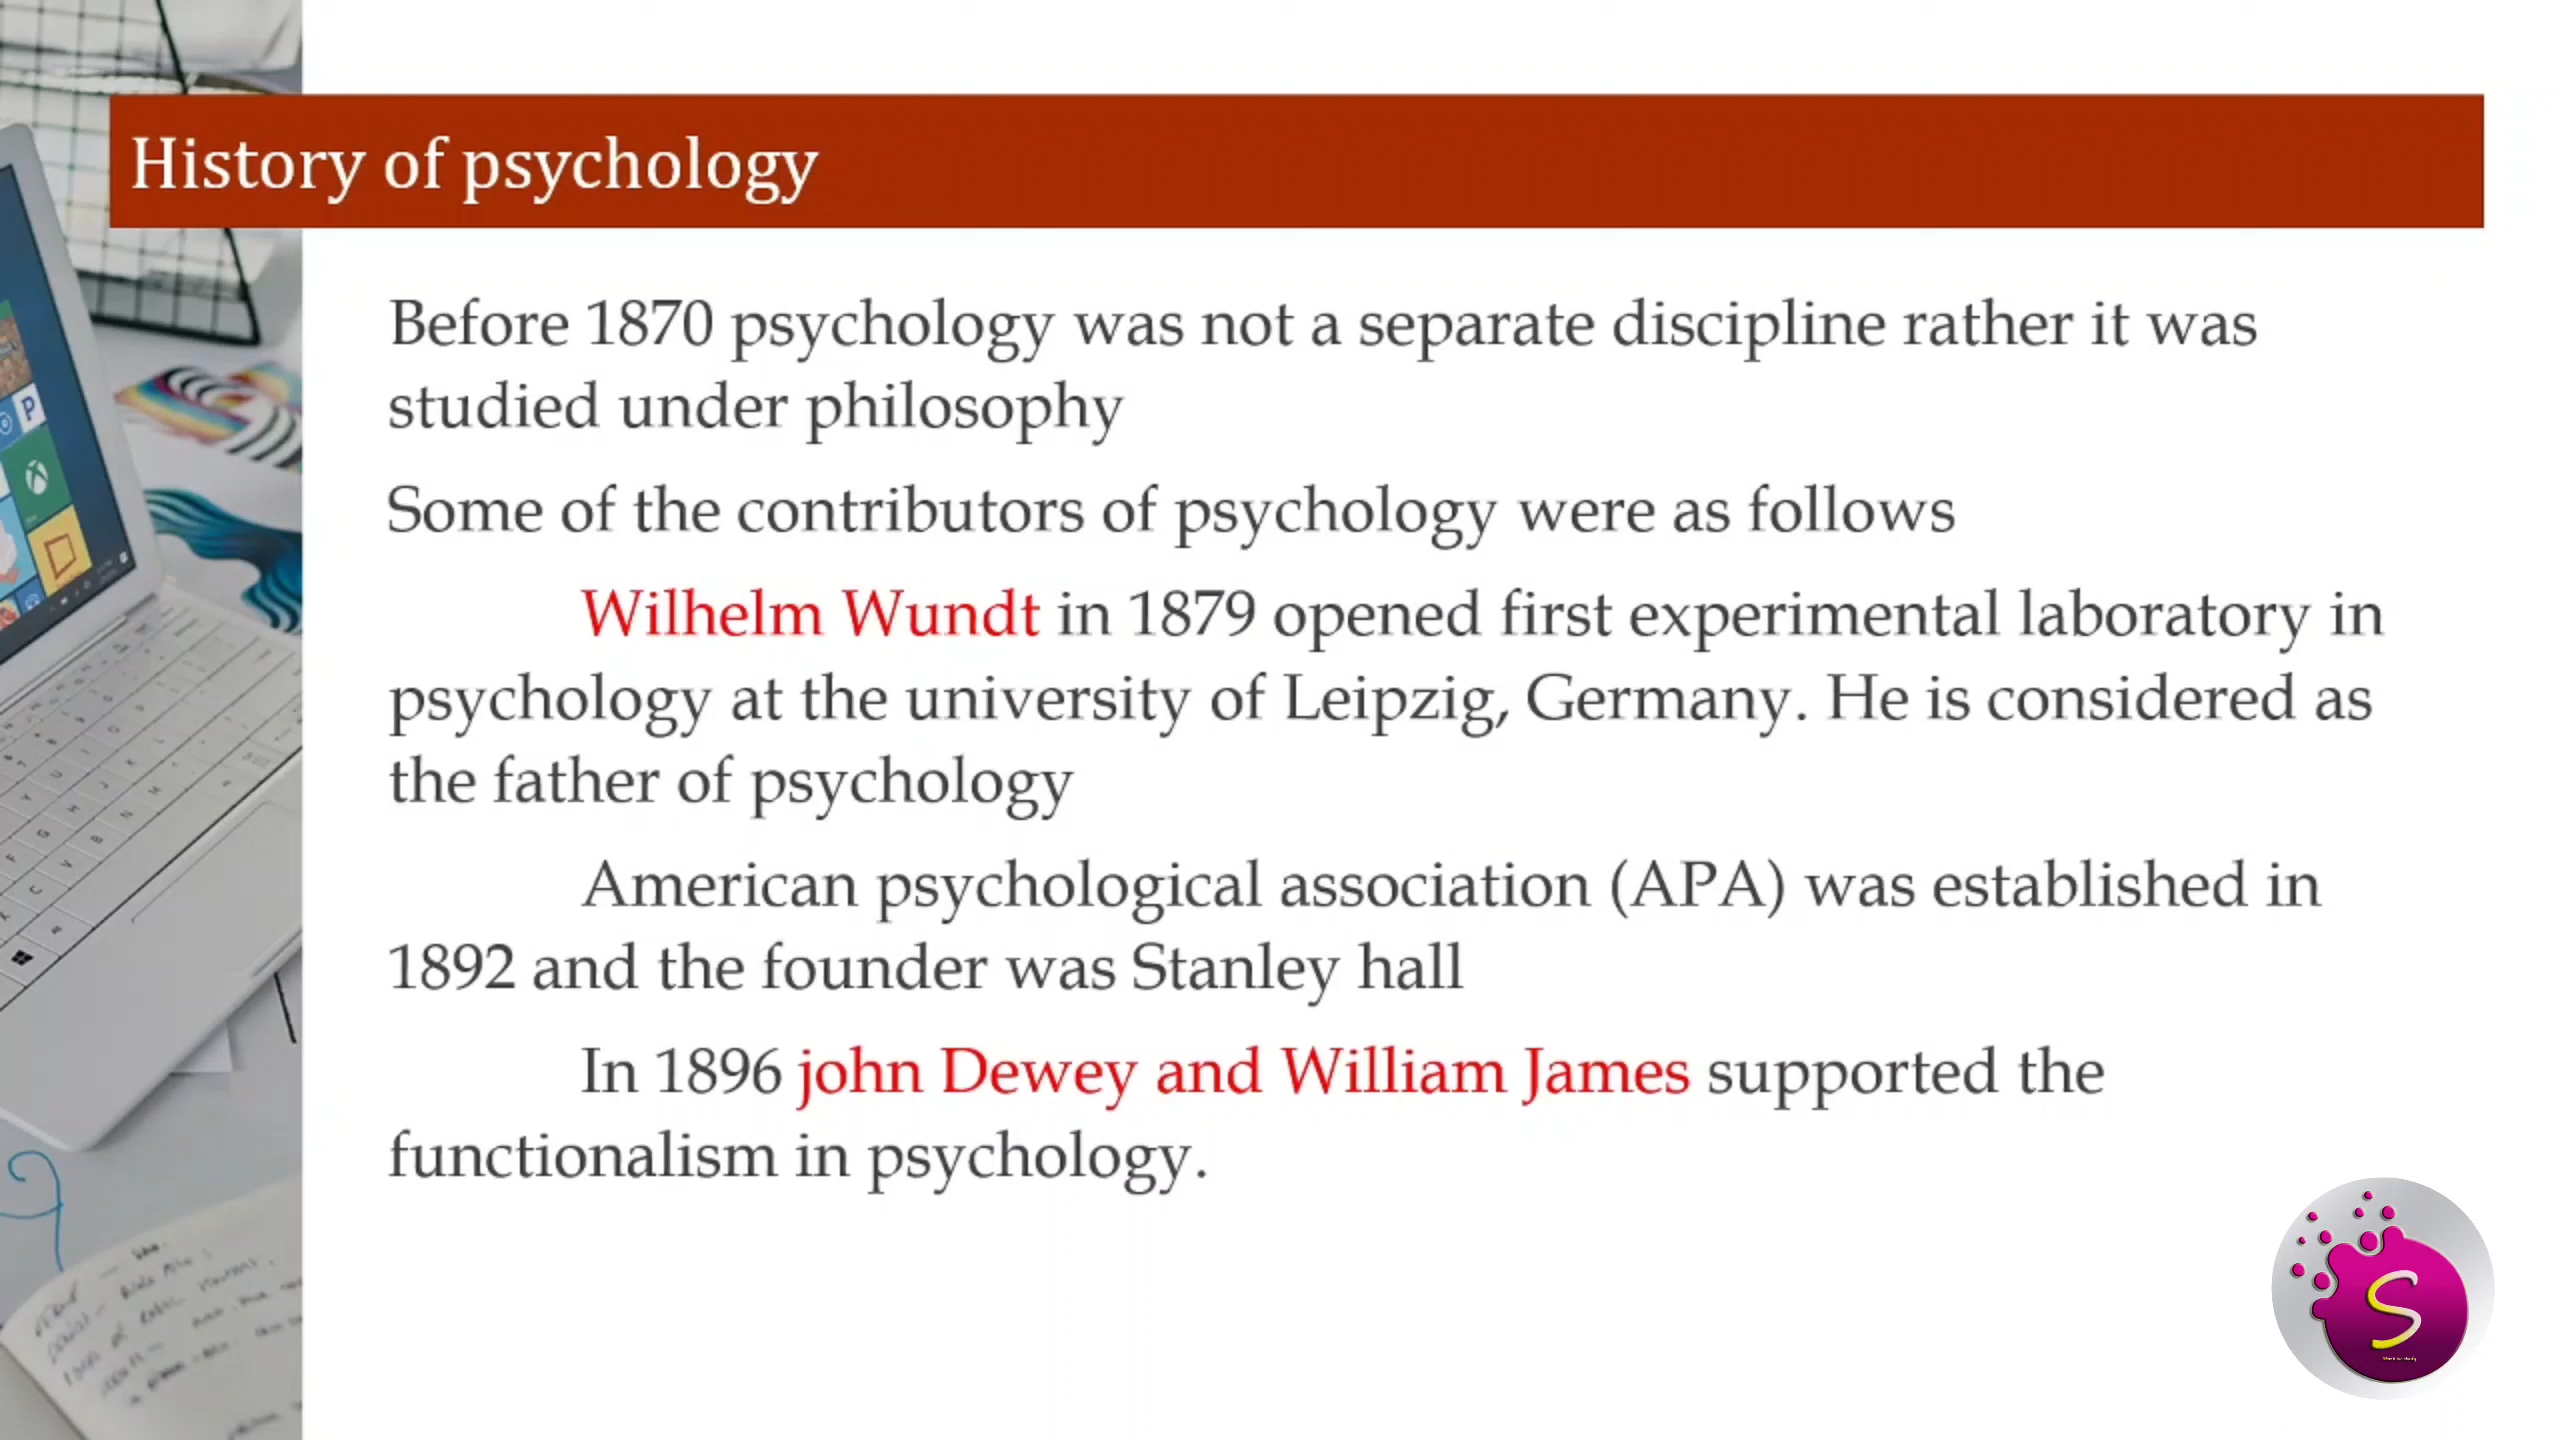 History of psychology
Before 1870 psychology was not a separate discipline rather it was
studied under philosophy
Some of the contributors of psychology were as follows
Wilhelm Wundt in 1879 opened first experimental laboratory in
psychology at the university of Leipzig, Germany. He is considered as
the father of psychology
American psychological association (APA) was established in
1892 and the founder was Stanley hall
In 1896 john Dewey and William James supported the
functionalism in psychology.
S